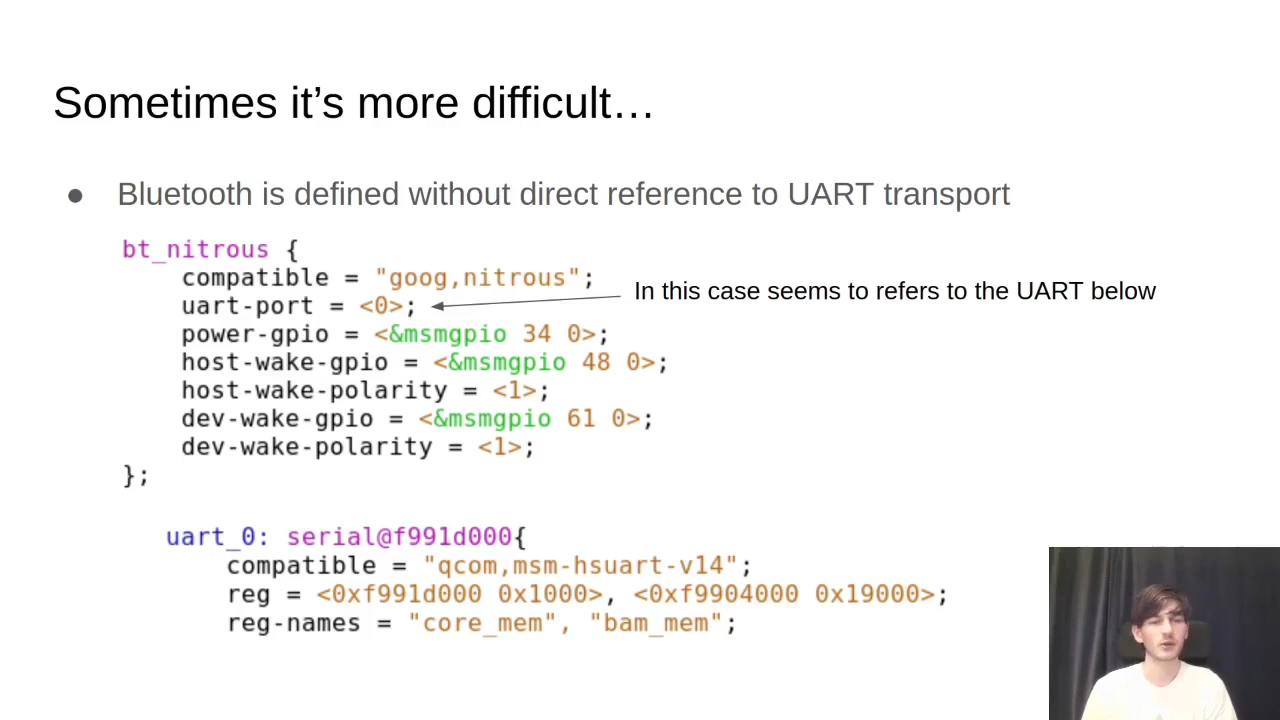 Sometimes it’s more difficult…
● Bluetooth is defined without direct reference to UART transport
bt_nitrous {
compatible = "goog,nitrous";
uart-port = <0>;
In this case seems to refers to the UART below
power-gpio = <&msmgpio 34 0>;
host-wake-gpio = <&msmgpio 48 0>;
host-wake-polarity = <1>;
dev-wake-gpio = <&msmgpio 61 0>;
dev-wake-polarity = <1>;
};
uart_0: serial@f991d000{
compatible = "qcom,msm-hsuart-v14";
reg = <0xf991d000 0x1000>, <0xf9904000 0x19000>;
reg-names = "core_mem", "bam_mem";